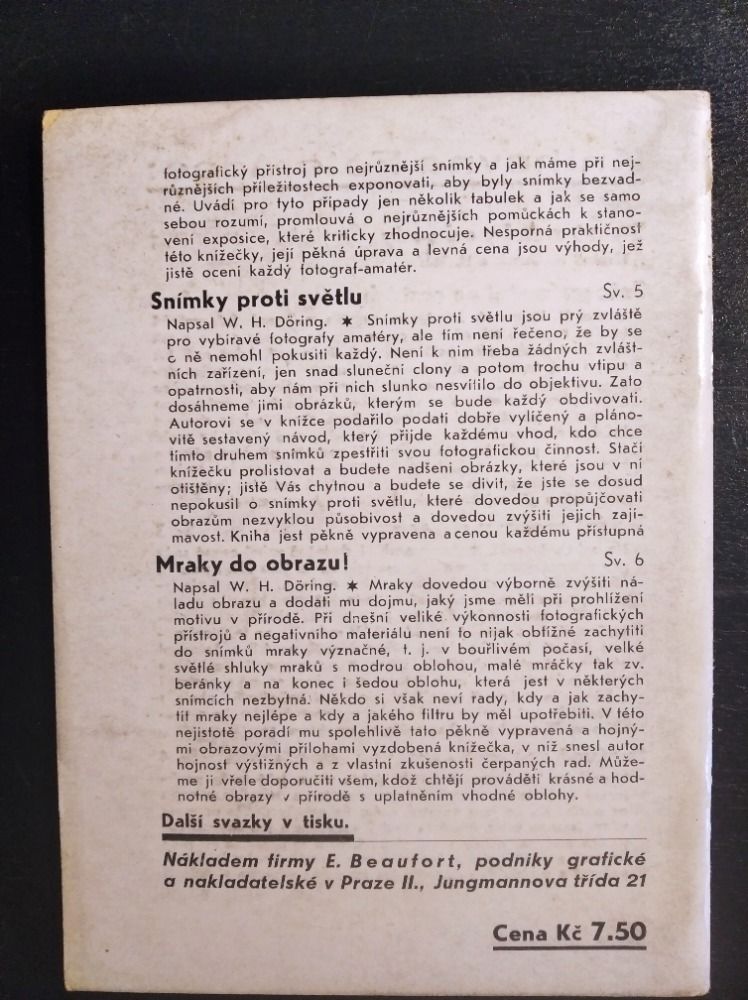 fotografický přístroj pro nejrůznější snímky a jak máme při nej-
různějších příležitostech exponovati, aby byly snímky bezvad-
né. Uvádí pro tyto případy jen několik tabulek a jak se samo
sebou rozumí, promlouvá o nejrůznějších pomůckách k stano-
vení exposice, které kriticky zhodnocuje. Nesporná praktičnost
této knížečky, její pěkná úprava a levná cena jsou výhody, jež
jistě ocení každý fotograf-amatér.
Snímky proti světlu Sv. 5
Napsal W. H. Döring. ★ Snímky proti světlu jsou prý zvláště
pro vybíravé fotografy amatéry, ale tím není řečeno, že by se
o ně nemohl pokusiti každý. Není k nim třeba žádných zvlášt-
ních zařízení, jen snad sluneční clony a potom trochu vtipu a
opatrnosti, aby nám při nich slunko nesvítilo do objektivu. Zato
dosáhneme jimi obrázků, kterým se bude každý obdivovati.
Autorovi se v knížce podařilo podati dobře vylíčený a pláno-
vitě sestavený návod, který přijde každému vhod, kdo chce
tímto druhem snímků zpestřiti svou fotografickou činnost. Stačí
knížečku prolistovat a budete nadšeni obrázky, které jsou v ní
otištěny; jistě Vás chytnou a budete se divit, že jste se dosud
nepokusil o snímky proti světlu, které dovedou propůjčovati
obrazům nezvyklou působivost a dovedou zvýšiti jejich zají-
mavost. Kniha jest pěkně vypravena a cenou každému přístupná
Mraky do obrazu! Sv. 6
Napsal W. H. Döring. ★ Mraky dovedou výborně zvýšiti ná-
ladu obrazu a dodati mu dojmu, jaký jsme měli při prohlížení
motivu v přírodě. Při dnešní veliké výkonnosti fotografických
přístrojů a negativního materiálu není to nijak obtížné zachytiti
do snímků mraky význačné, t. j. v bouřlivém počasí, velké
světlé shluky mraků s modrou oblohou, malé mráčky tak zv.
beránky a na konec i šedou oblohu, která jest v některých
snímcích nezbytná. Někdo si však neví rady, kdy a jak zachy-
tit mraky nejlépe a kdy a jakého filtru by měl upotřebiti. V této
nejistotě poradí mu spolehlivě tato pěkně vypravená a hojný-
mi obrazovými přílohami vyzdobená knížečka, v níž snesl autor
hojnost výstižných a z vlastní zkušenosti čerpaných rad. Může-
me ji vřele doporučiti všem, kdož chtějí prováděti krásné a hod-
notné obrazy v přírodě s uplatněním vhodné oblohy.
Další svazky v tisku.
Nákladem firmy E. Beaufort, podniky grafické
a nakladatelské v Praze II., Jungmannova třída 21
Cena Kč 7.50